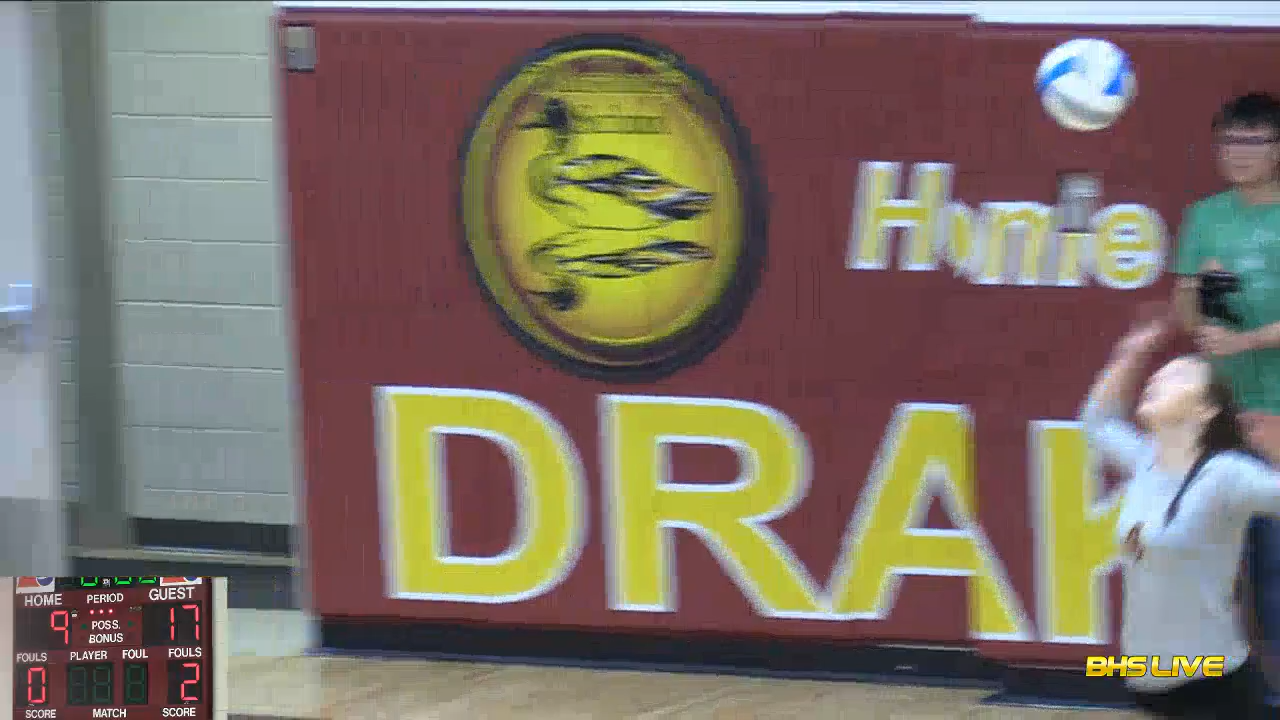 Home
DRAK
HOME PERIOD GUEST
9 POSS. 17
BONUS
FOULS PLAYER FOUL FOULS
0 2
SCORE MATCH SCORE
BHS LIVE